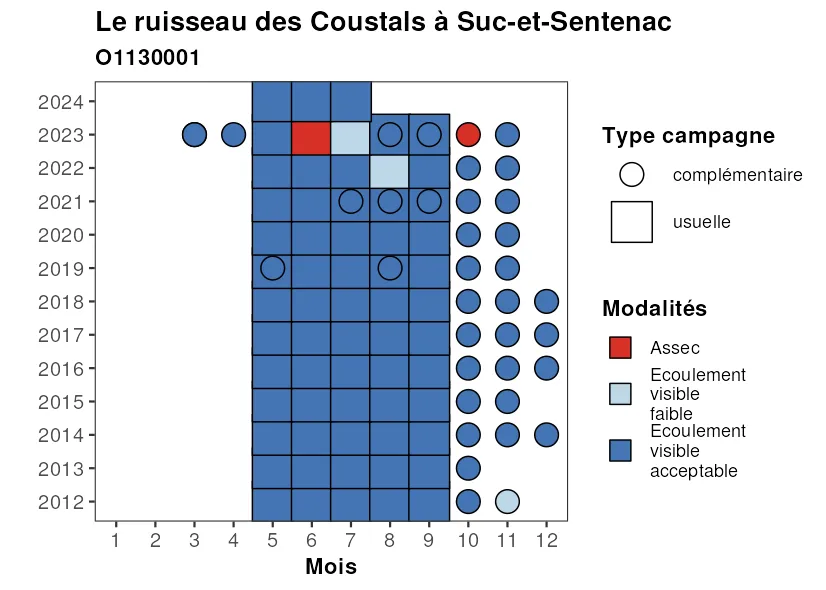 Le ruisseau des Coustals à Suc-et-Sentenac
O1130001
2024
2023
2022
2021
2020
2019
2018
2017
2016
2015
2014
2013
2012
1 2 3 4 5 6 7 8 9 10 11 12
Mois
Type campagne
complémentaire
usuelle
Modalités
Assec
Ecoulement
visible
faible
Ecoulement
visible
acceptable